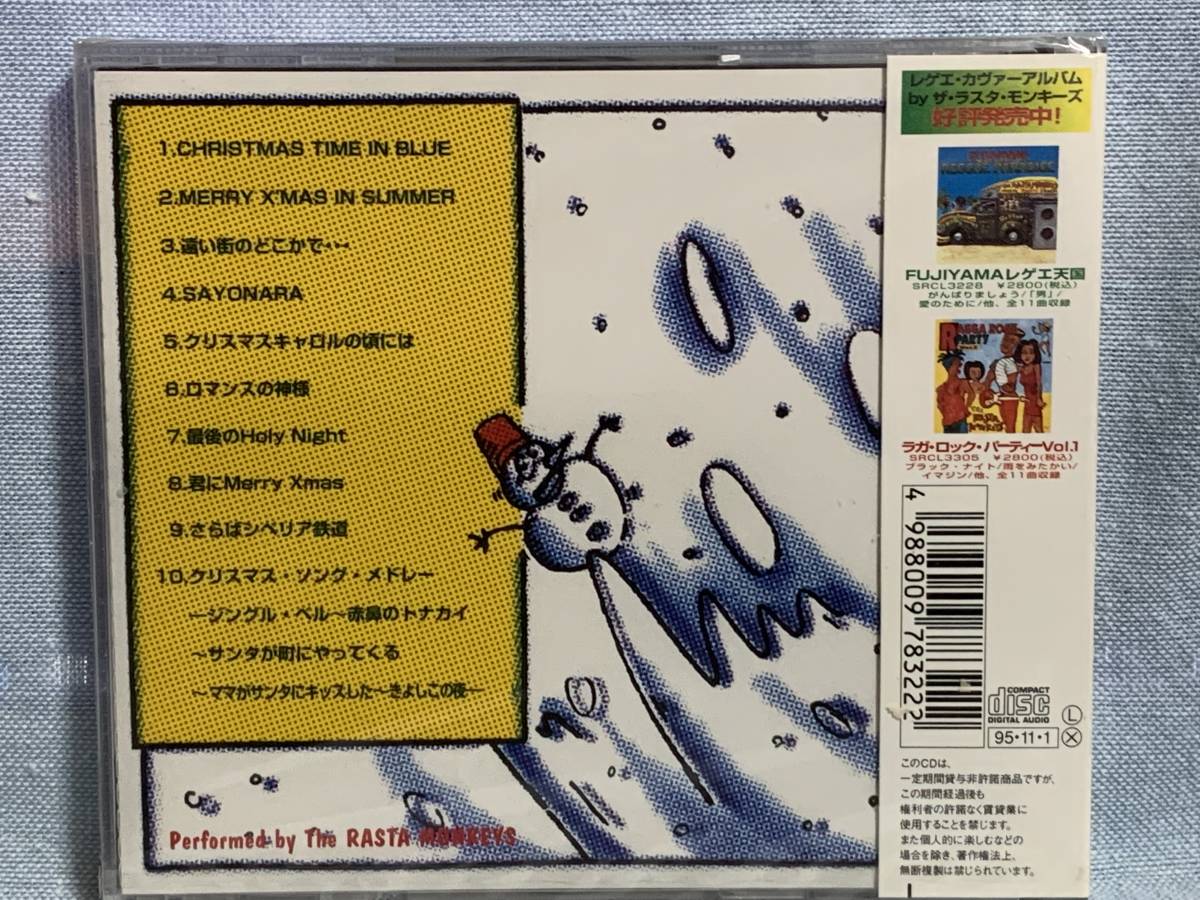 1.CHRISTMAS TIME IN BLUE
2.MERRY X'MAS IN SUMMER
3.遠い街のどこかで…
4.SAYONARA
5.クリスマスキャロルの頃には
6.ロマンスの神様
7.最後のHoly Night
8.君にMerry Xmas
9.さらばシベリア鉄道
10.クリスマス・ソング・メドレー
―ジングル・ベル〜赤鼻のトナカイ
〜サンタが町にやってくる
〜ママがサンタにキッスした〜きよしこの夜―
Performed by The RASTA MONKEYS
レゲエ・カヴァーアルバム
by ザ・ラスタ・モンキーズ
好評発売中!
FUJIYAMAレゲエ天国
SRCL3228 ¥2800(税込)
がんばりましょう/「男」/
愛のために/他、全11曲収録
RAGGA ROCK
PARTY
ラガ・ロック・パーティーVol.1
SRCL3305 ¥2800(税込)
ブラック・ナイト/雨をみたかい/
イマジン/他、全11曲収録
4 988009 783222
COMPACT
disc
DIGITAL AUDIO
95・11・1
L
X
このCDは、
一定期間貸与非許諾商品ですが、
この期間経過後も
権利者の許諾なく賃貸業に
使用することを禁じます。
また個人的に楽しむなどの
場合を除き、著作権法上、
無断複製は禁じられています。